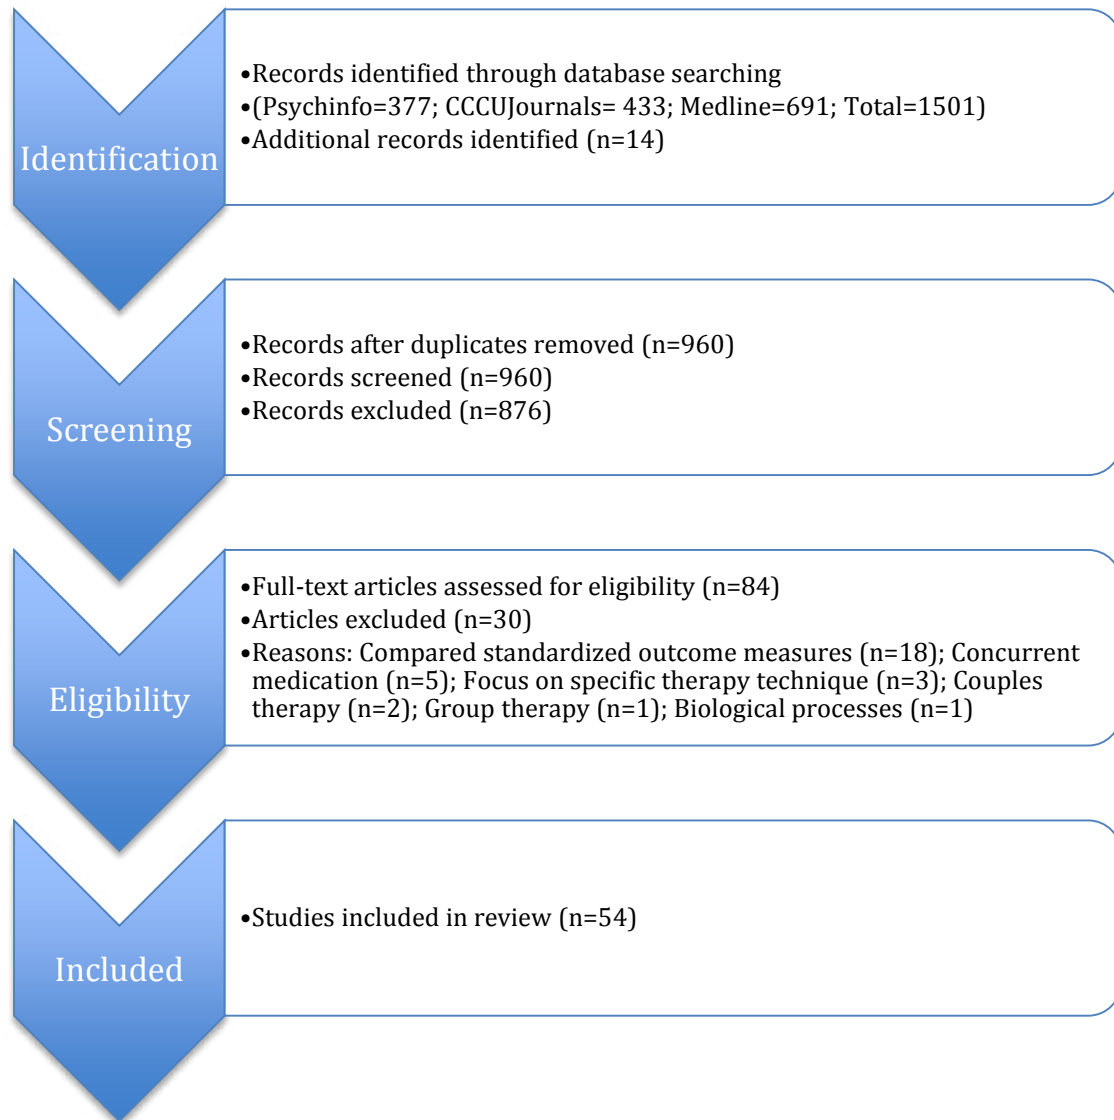 Identification
•Records identified through database searching
•(Psychinfo=377; CCCUJournals= 433; Medline=691; Total=1501)
•Additional records identified (n=14)
Screening
•Records after duplicates removed (n=960)
•Records screened (n=960)
•Records excluded (n=876)
Eligibility
•Full-text articles assessed for eligibility (n=84)
•Articles excluded (n=30)
•Reasons: Compared standardized outcome measures (n=18); Concurrent
medication (n=5); Focus on specific therapy technique (n=3); Couples
therapy (n=2); Group therapy (n=1); Biological processes (n=1)
Included
•Studies included in review (n=54)